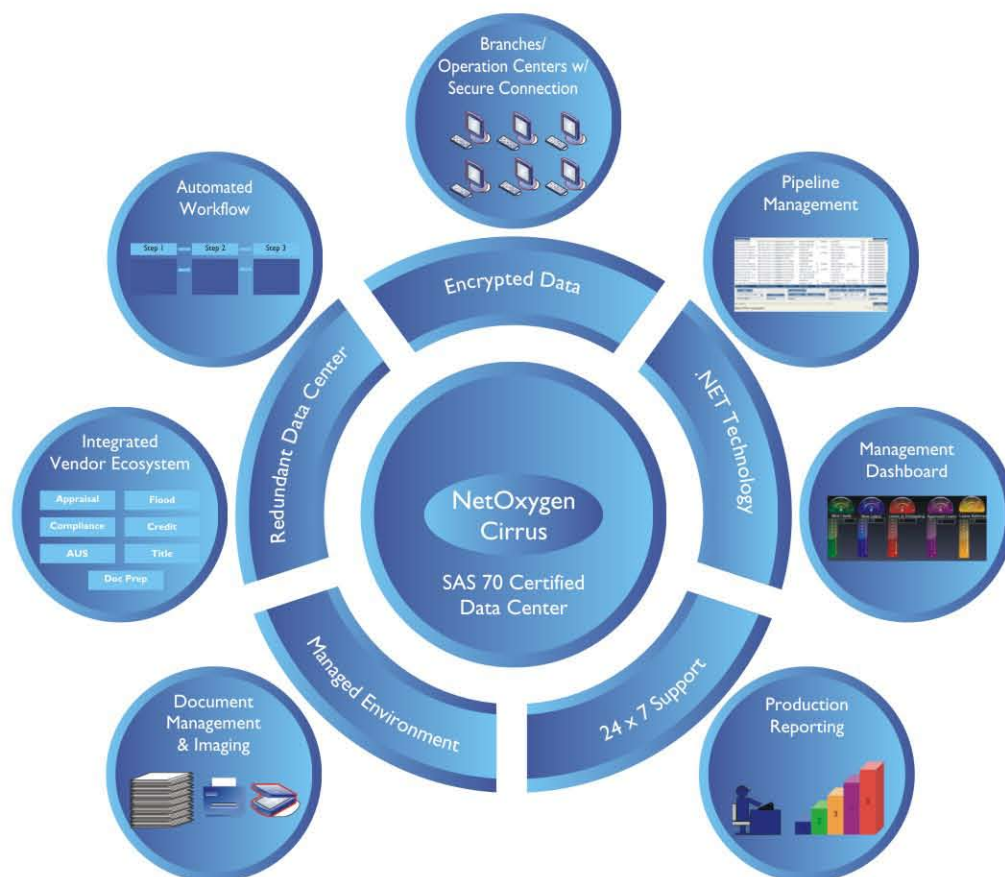 Branches/
Operation Centers w/
Secure Connection
Automated
Workflow
Step 1
Step 2
Step 3
Pipeline
Management
Encrypted Data
Redundant Data Center
.NET Technology
Integrated
Vendor Ecosystem
Appraisal
Flood
Compliance
Credit
AUS
Title
Doc Prep
Management
Dashboard
NetOxygen
Cirrus
SAS 70 Certified
Data Center
Managed Environment
24 x 7 Support
Document
Management
& Imaging
Production
Reporting
2
3